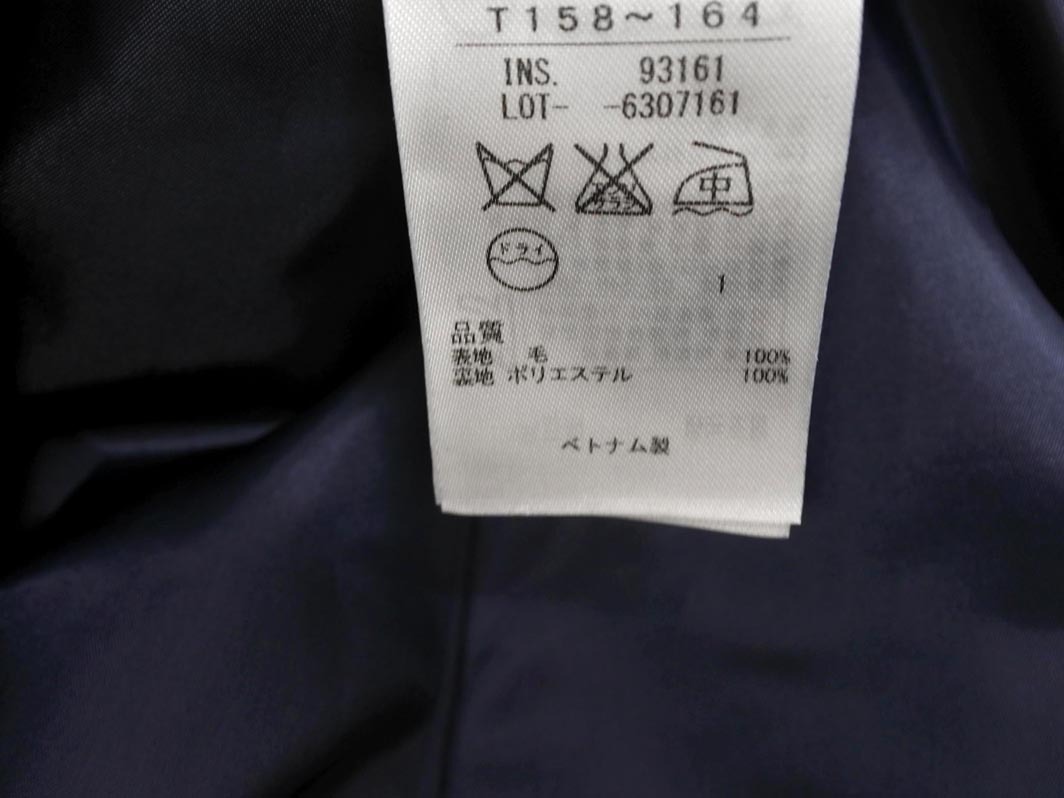 T158~164
INS. 93161
LOT- -6307161
中
ドライ
1
品質
表地 毛 100%
裏地 ポリエステル 100%
ベトナム製